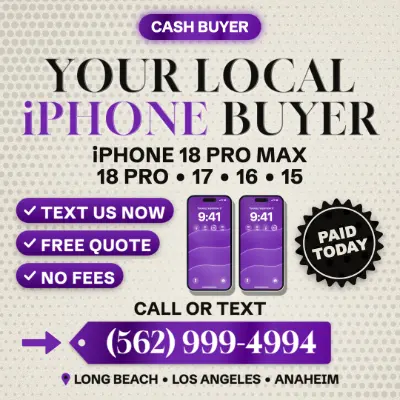 CASH BUYER
YOUR LOCAL
iPHONE BUYER
iPHONE 18 PRO MAX
18 PRO • 17 • 16 • 15
TEXT US NOW
FREE QUOTE
NO FEES
9:41
9:41
PAID
TODAY
CALL OR TEXT
(562) 999-4994
LONG BEACH • LOS ANGELES • ANAHEIM